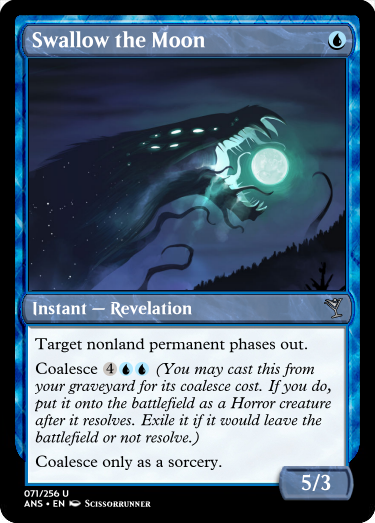 Swallow the Moon
Instant — Revelation
Target nonland permanent phases out.
Coalesce 4 (You may cast this from
your graveyard for its coalesce cost. If you do,
put it onto the battlefield as a Horror creature
after it resolves. Exile it if it would leave the
battlefield or not resolve.)
Coalesce only as a sorcery.
5/3
071/256 U
ANS • EN Scissorrunner